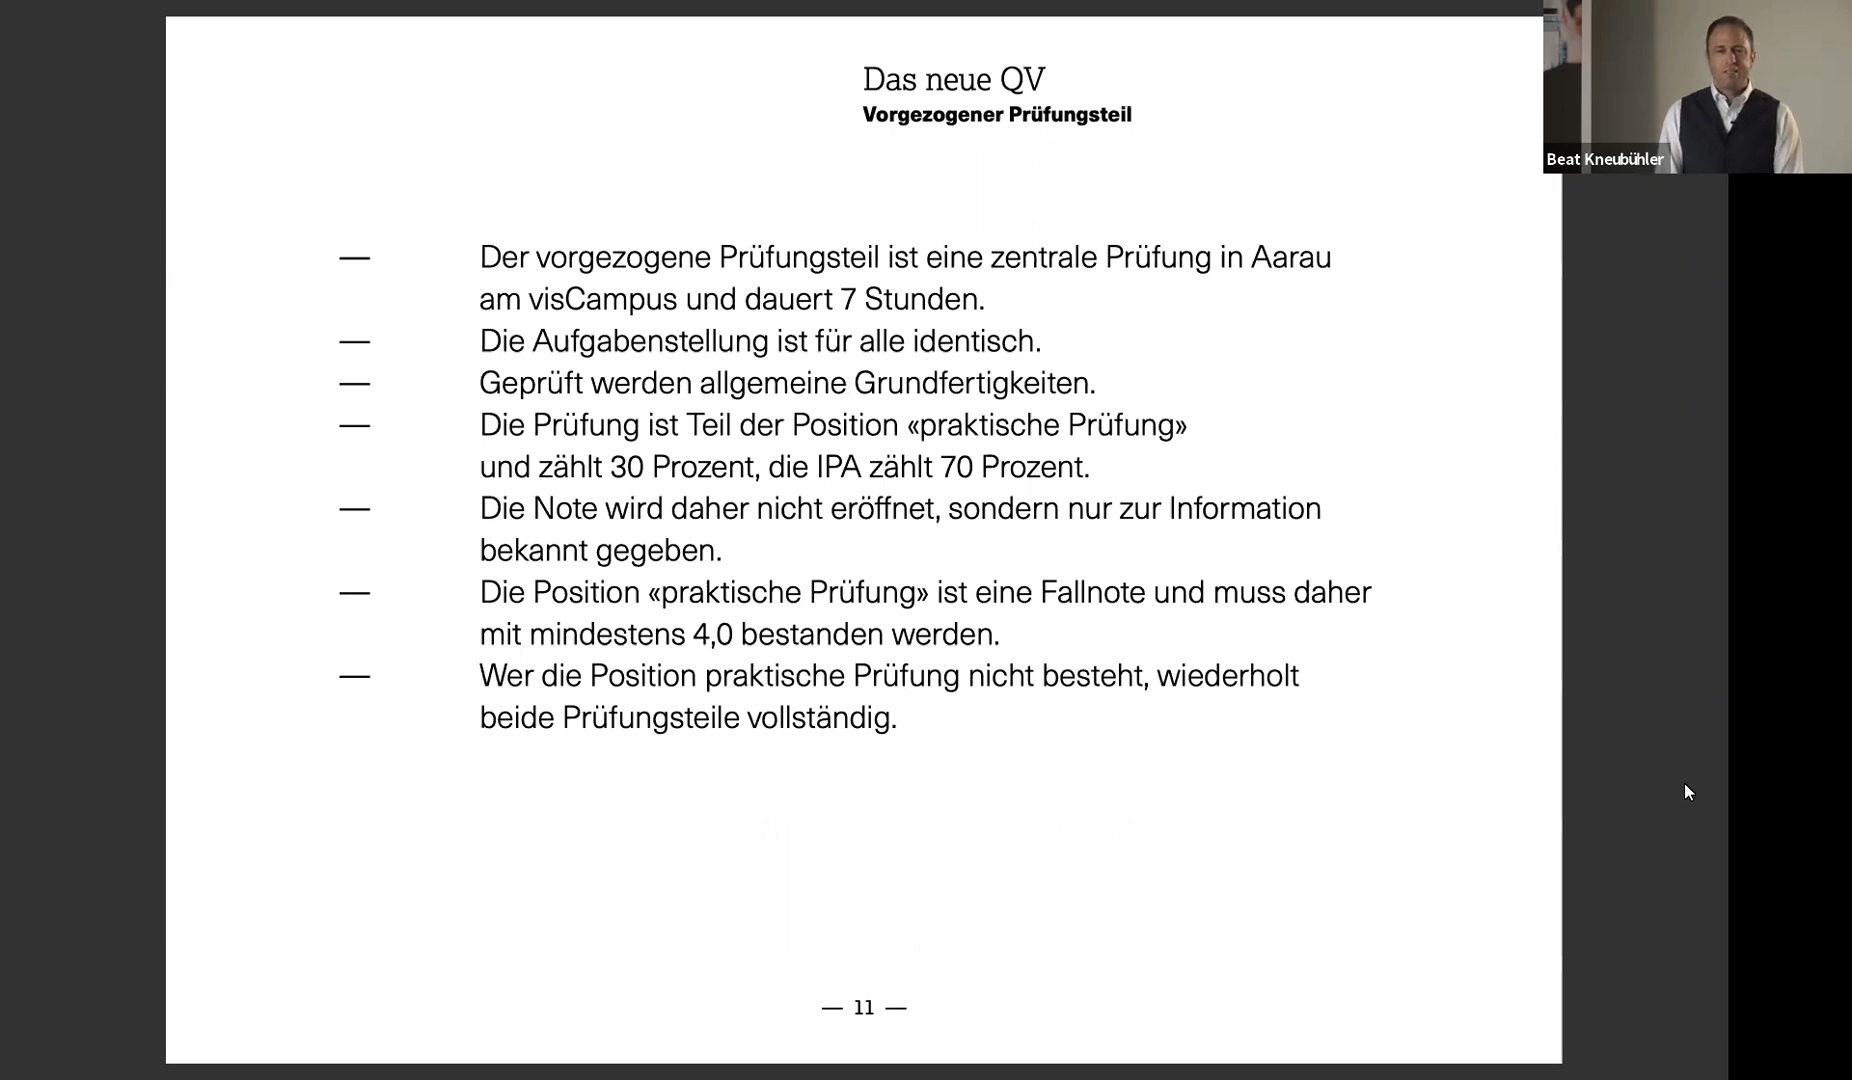 Das neue QV
Vorgezogener Prüfungsteil
Beat Kneubühler
— Der vorgezogene Prüfungsteil ist eine zentrale Prüfung in Aarau
am visCampus und dauert 7 Stunden.
— Die Aufgabenstellung ist für alle identisch.
— Geprüft werden allgemeine Grundfertigkeiten.
— Die Prüfung ist Teil der Position «praktische Prüfung»
und zählt 30 Prozent, die IPA zählt 70 Prozent.
— Die Note wird daher nicht eröffnet, sondern nur zur Information
bekannt gegeben.
— Die Position «praktische Prüfung» ist eine Fallnote und muss daher
mit mindestens 4,0 bestanden werden.
— Wer die Position praktische Prüfung nicht besteht, wiederholt
beide Prüfungsteile vollständig.
— 11 —